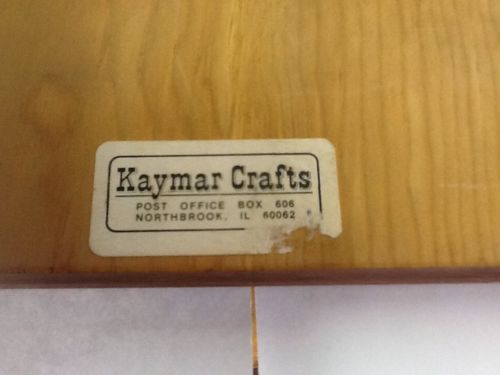 Kaymar Crafts
POST OFFICE BOX 606
NORTHBROOK, IL 60062